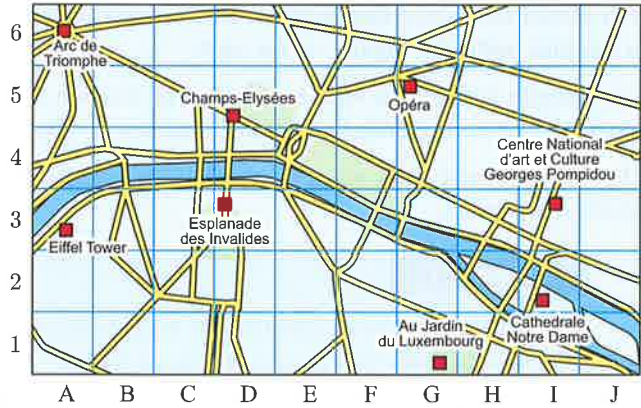 6
Arc de
Triomphe
5
Champs-Elysées
Opéra
4
Centre National
d'art et Culture
Georges Pompidou
3
Eiffel Tower
Esplanade
des Invalides
2
1
Au Jardin
du Luxembourg
Cathedrale
Notre Dame
A B C D E F G H I J